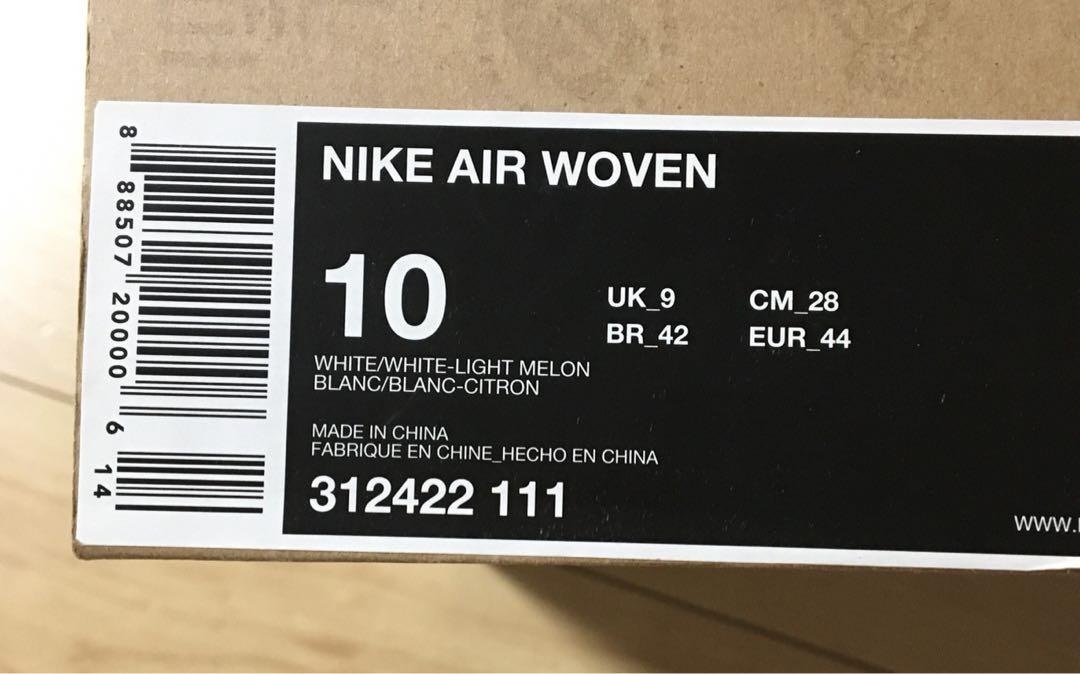 NIKE AIR WOVEN
10
UK_9 CM_28
BR_42 EUR_44
WHITE/WHITE-LIGHT MELON
BLANC/BLANC-CITRON
MADE IN CHINA
FABRIQUE EN CHINE_HECHO EN CHINA
312422 111
WWW.
8 88507 20000 6 14